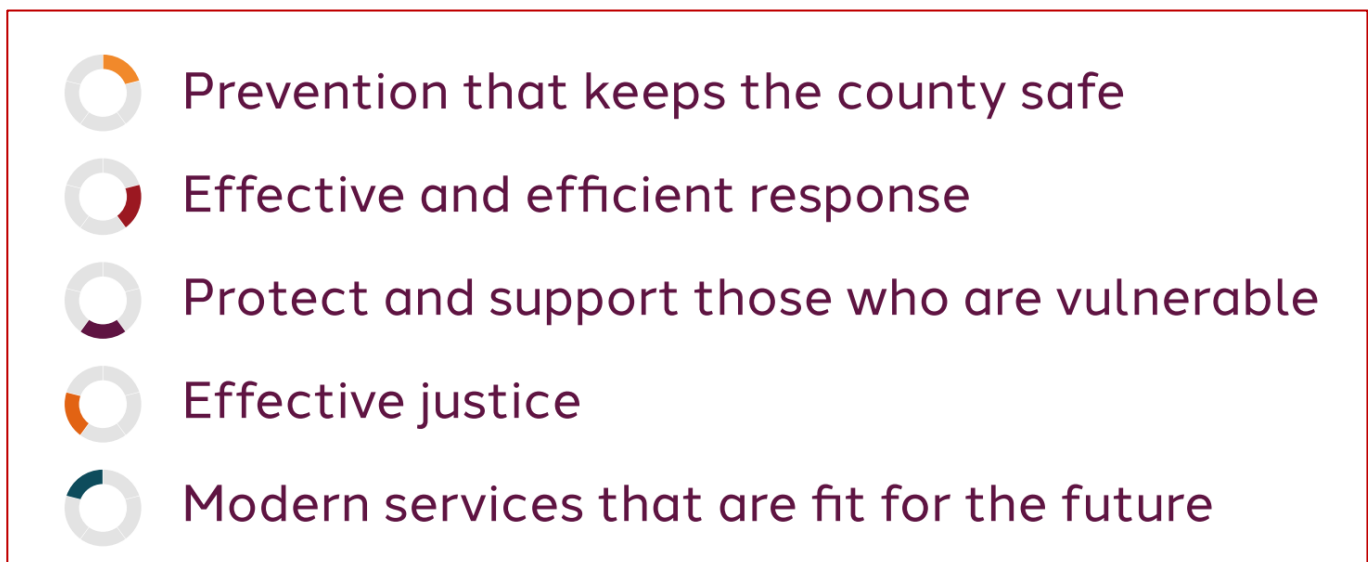 Prevention that keeps the county safe
Effective and efficient response
Protect and support those who are vulnerable
Effective justice
Modern services that are fit for the future